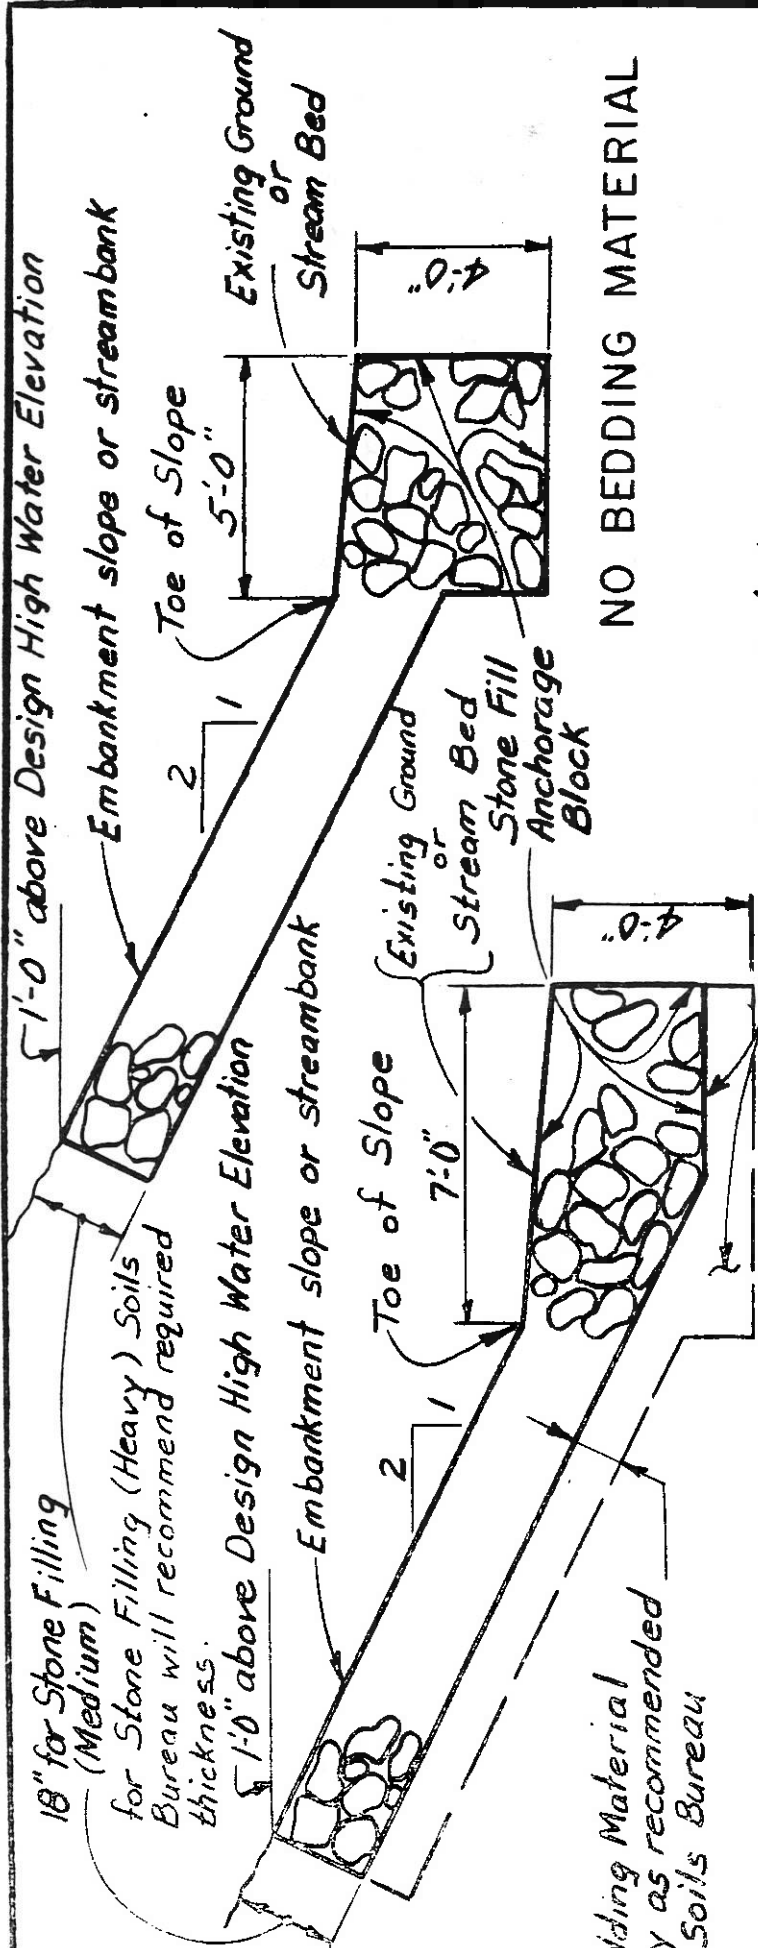 1'-0" above Design High Water Elevation
Embankment slope or streambank
Toe of Slope
5'-0"
Existing Ground
or
Stream Bed
4'-0"
2
1
NO BEDDING MATERIAL
18" for Stone Filling
(Medium)
for Stone Filling (Heavy) Soils
Bureau will recommend required
thickness.
1'-0" above Design High Water Elevation
Embankment slope or streambank
Toe of Slope
7'-0"
Existing Ground
or
Stream Bed
Stone Fill
Anchorage
Block
4'-0"
2
1
Material
as recommended
Soils Bureau